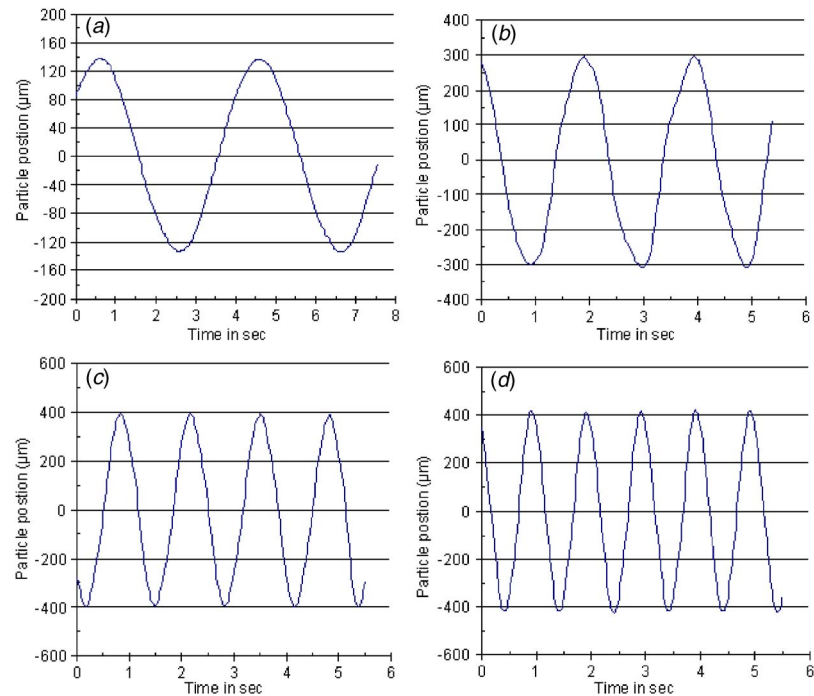 (a)
Particle postion (µm)
200
160
120
80
40
0
-40
-80
-120
-160
-200
0 1 2 3 4 5 6 7 8
Time in sec
(b)
Particle postion (µm)
400
300
200
100
0
-100
-200
-300
-400
0 1 2 3 4 5 6
Time in sec
(c)
Particle postion (µm)
600
400
200
0
-200
-400
-600
0 1 2 3 4 5 6
Time in sec
(d)
Particle postion (µm)
600
400
200
0
-200
-400
-600
0 1 2 3 4 5 6
Time in sec